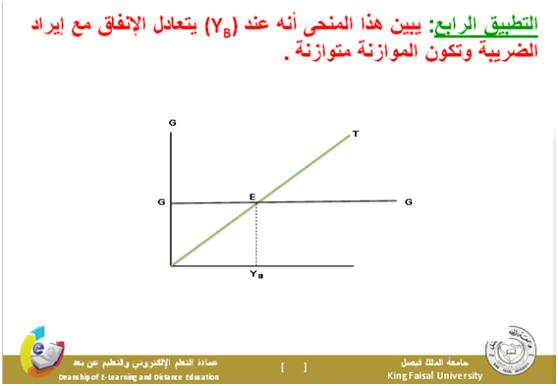 التطبيق الرابع: يبين هذا المنحى أنه عند (YB) يتعادل الإنفاق مع إيراد
الضريبة وتكون الموازنة متوازنة .
G
T
G
E
G
YB
عمادة التعلم الإلكتروني والتعليم عن بعد
Deanship of E-Learning and Distance Education
[ ]
جامعة الملك فيصل
King Faisal University